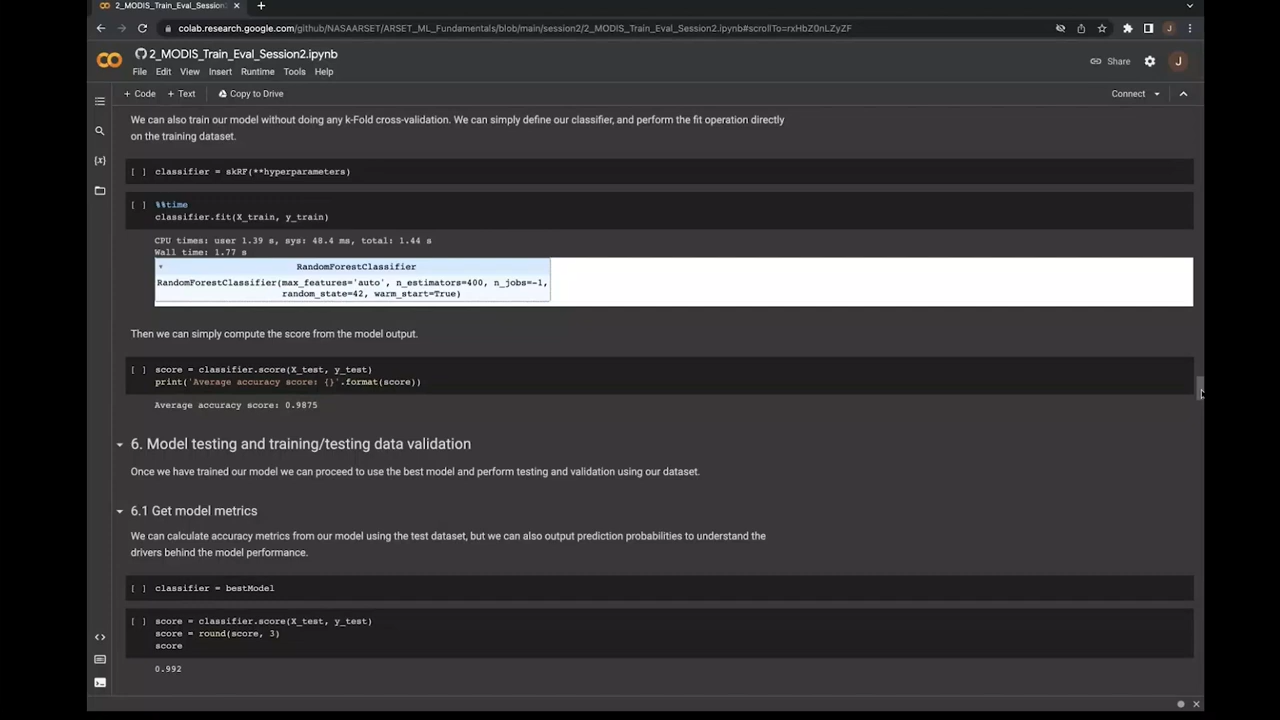 2_MODIS_Train_Eval_Session2.i
colab.research.google.com/github/NASAARSET/ARSET_ML_Fundamentals/blob/main/session2/2_MODIS_Train_Eval_Session2.ipynb#scrollTo=rxHbZ0nLZyZF
J
2_MODIS_Train_Eval_Session2.ipynb
File Edit View Insert Runtime Tools Help
Share
J
+ Code + Text Copy to Drive
Connect
We can also train our model without doing any k-Fold cross-validation. We can simply define our classifier, and perform the fit operation directly
on the training dataset.
[ ] classifier = skRF(**hyperparameters)
[ ] %%time
classifier.fit(X_train, y_train)
CPU times: user 1.39 s, sys: 48.4 ms, total: 1.44 s
Wall time: 1.77 s
RandomForestClassifier
RandomForestClassifier(max_features='auto', n_estimators=400, n_jobs=-1,
random_state=42, warm_start=True)
Then we can simply compute the score from the model output.
[ ] score = classifier.score(X_test, y_test)
print('Average accuracy score: {}'.format(score))
Average accuracy score: 0.9875
6. Model testing and training/testing data validation
Once we have trained our model we can proceed to use the best model and perform testing and validation using our dataset.
6.1 Get model metrics
We can calculate accuracy metrics from our model using the test dataset, but we can also output prediction probabilities to understand the
drivers behind the model performance.
[ ] classifier = bestModel
[ ] score = classifier.score(X_test, y_test)
score = round(score, 3)
score
0.992